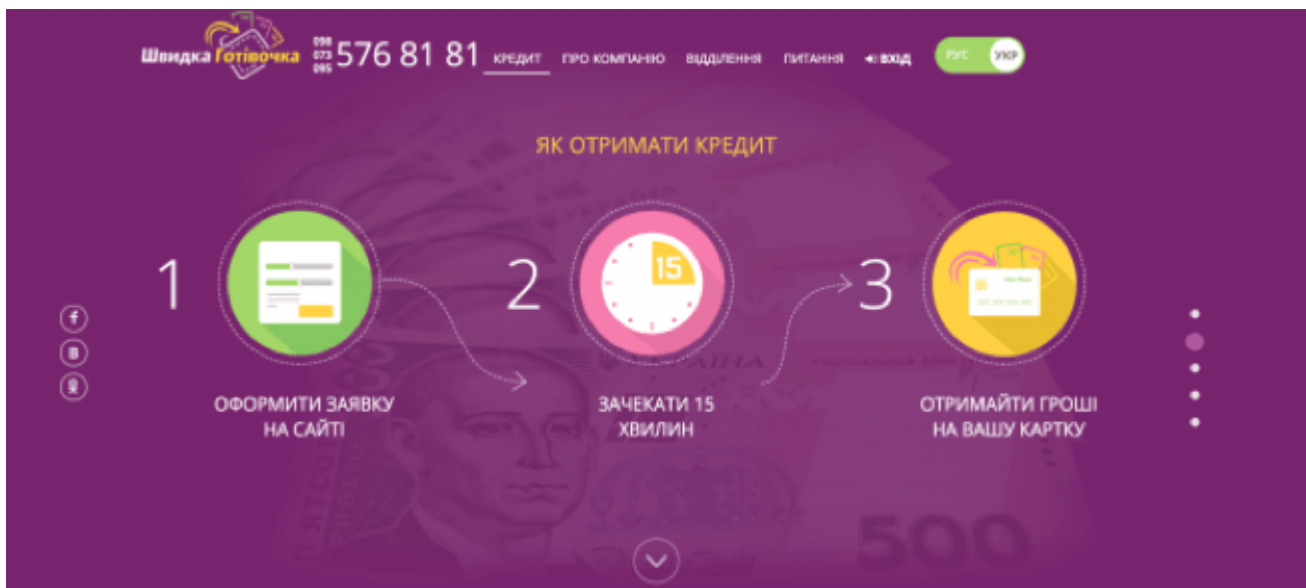 Швидка Готівочка
098
073
095
576 81 81
КРЕДИТ
ПРО КОМПАНІЮ
ВІДДІЛЕННЯ
ПИТАННЯ
ВХІД
РУС
УКР
ЯК ОТРИМАТИ КРЕДИТ
1
2
15
3
ОФОРМИТИ ЗАЯВКУ
НА САЙТІ
ЗАЧЕКАТИ 15
ХВИЛИН
ОТРИМАЙТИ ГРОШІ
НА ВАШУ КАРТКУ
УКРАЇНА
500